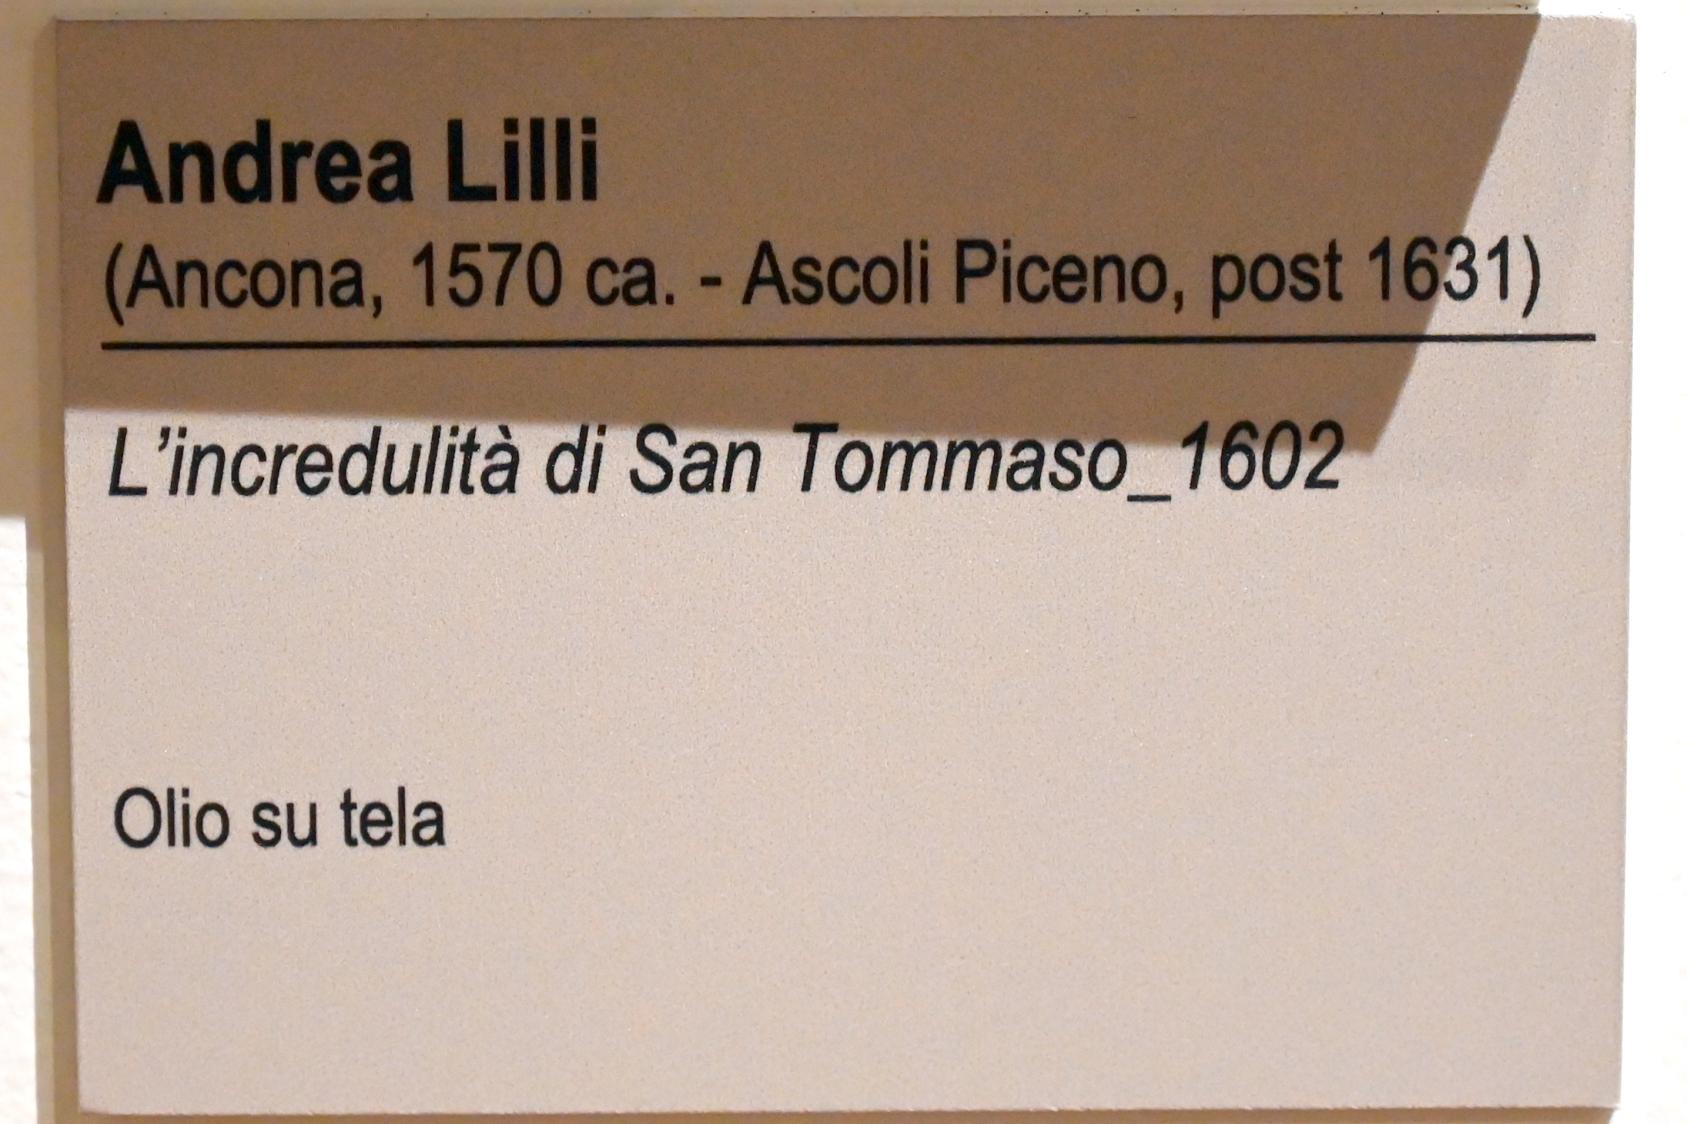 Andrea Lilli
(Ancona, 1570 ca. - Ascoli Piceno, post 1631)
L’incredulità di San Tommaso_1602
Olio su tela